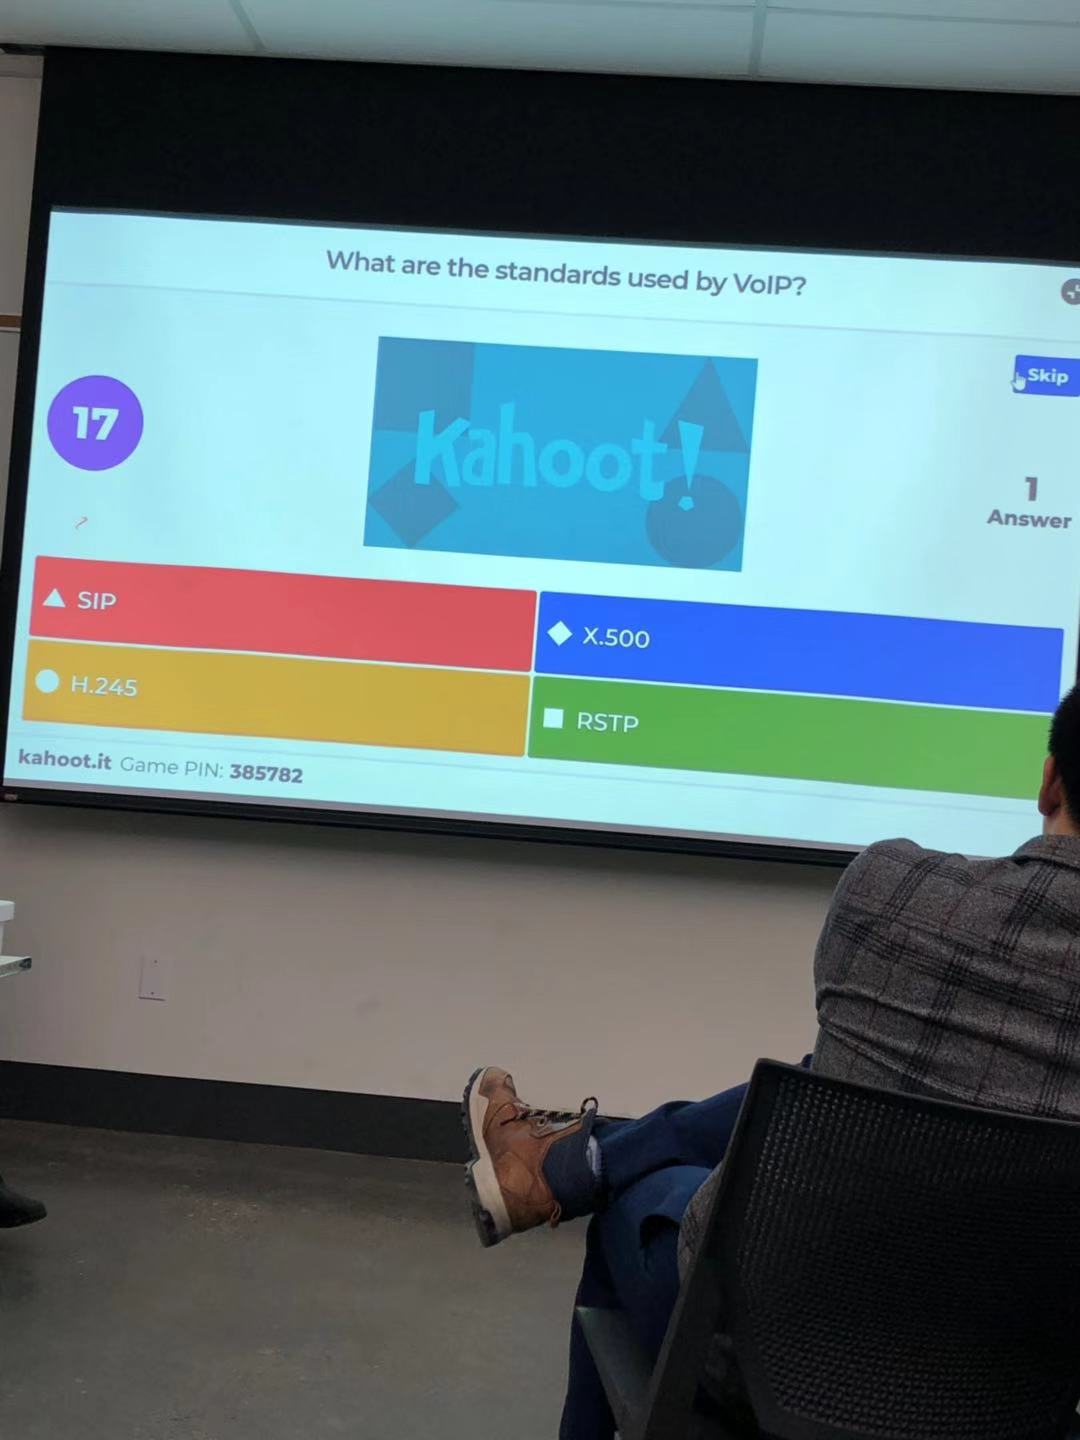 What are the standards used by VoIP?
17
Kahoot!
Skip
1
Answer
SIP
X.500
H.245
RSTP
kahoot.it Game PIN: 385782